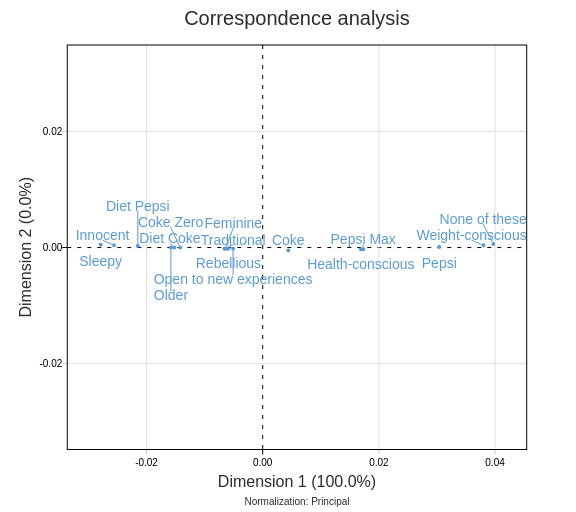 Correspondence analysis
Dimension 2 (0.0%)
0.02
0.00
-0.02
Diet Pepsi
Coke Zero
Feminine
None of these
Innocent
Diet Coke
Traditional
Coke
Pepsi Max
Weight-conscious
Sleepy
Rebellious
Health-conscious
Pepsi
Open to new experiences
Older
-0.02
0.00
0.02
0.04
Dimension 1 (100.0%)
Normalization: Principal